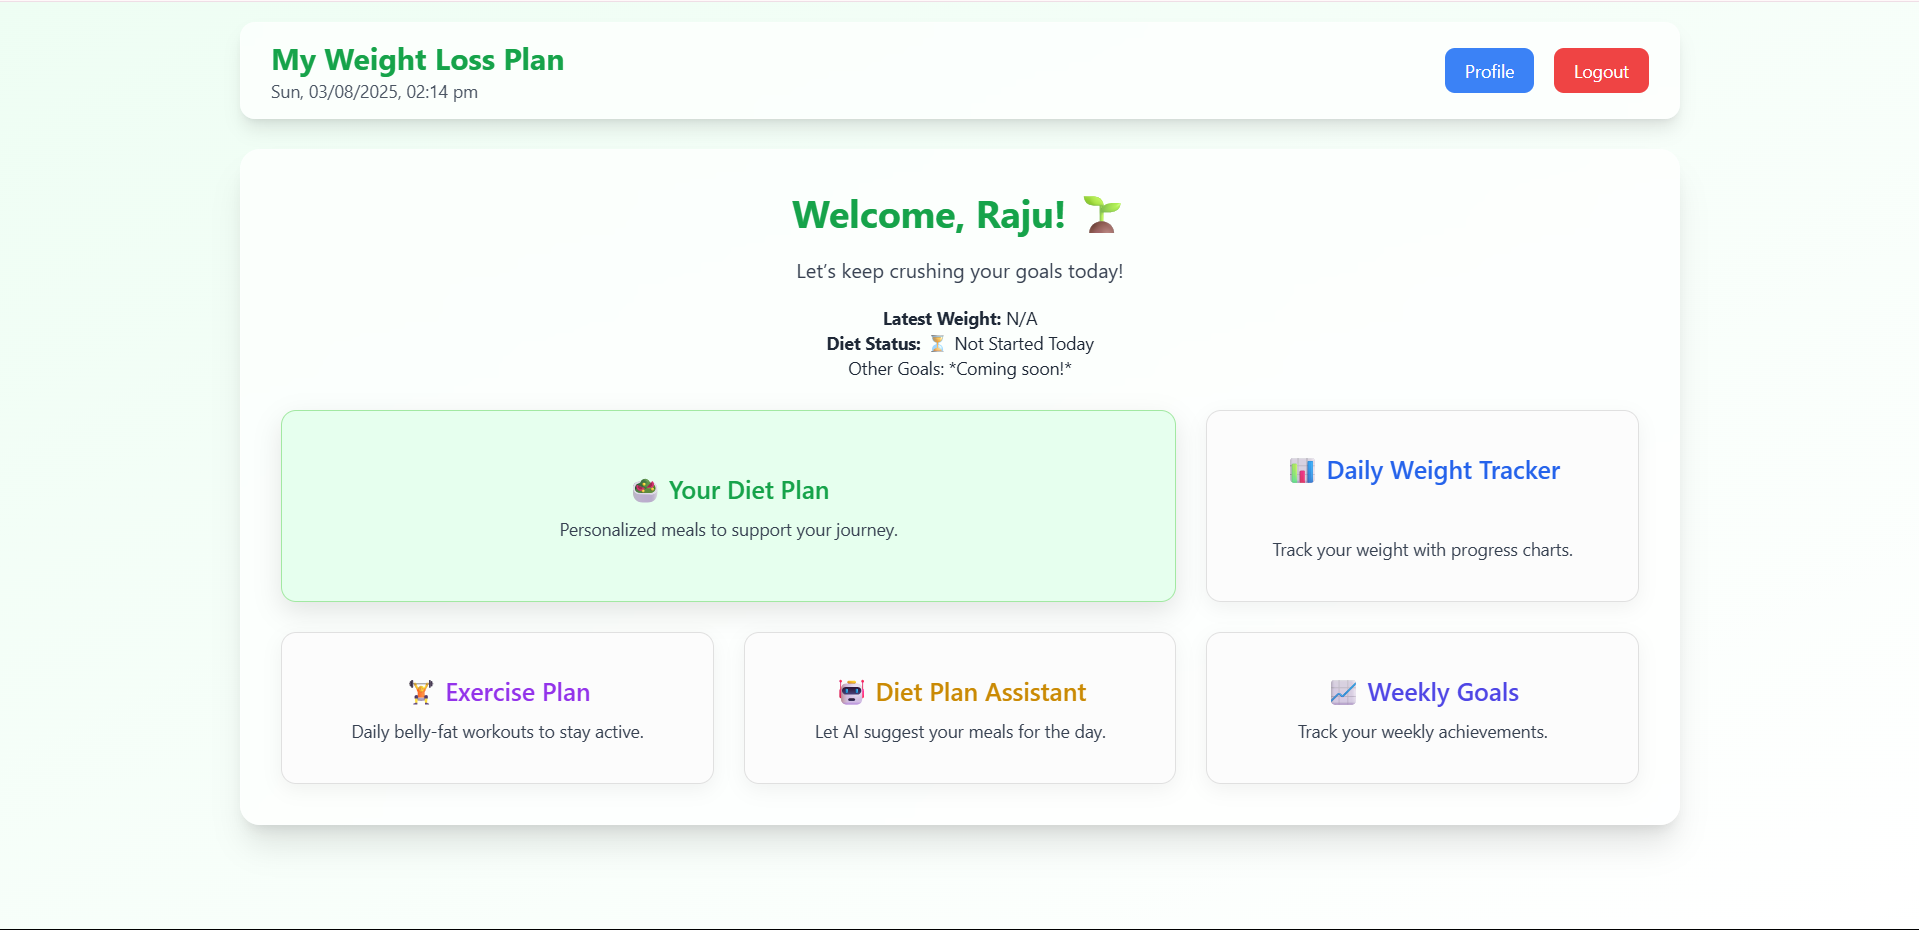 My Weight Loss Plan
Sun, 03/08/2025, 02:14 pm
Profile
Logout
Welcome, Raju! 🌱
Let’s keep crushing your goals today!
Latest Weight: N/A
Diet Status: ⏳ Not Started Today
Other Goals: *Coming soon!*
🥗 Your Diet Plan
Personalized meals to support your journey.
📊 Daily Weight Tracker
Track your weight with progress charts.
🏋️ Exercise Plan
Daily belly-fat workouts to stay active.
🤖 Diet Plan Assistant
Let AI suggest your meals for the day.
📈 Weekly Goals
Track your weekly achievements.